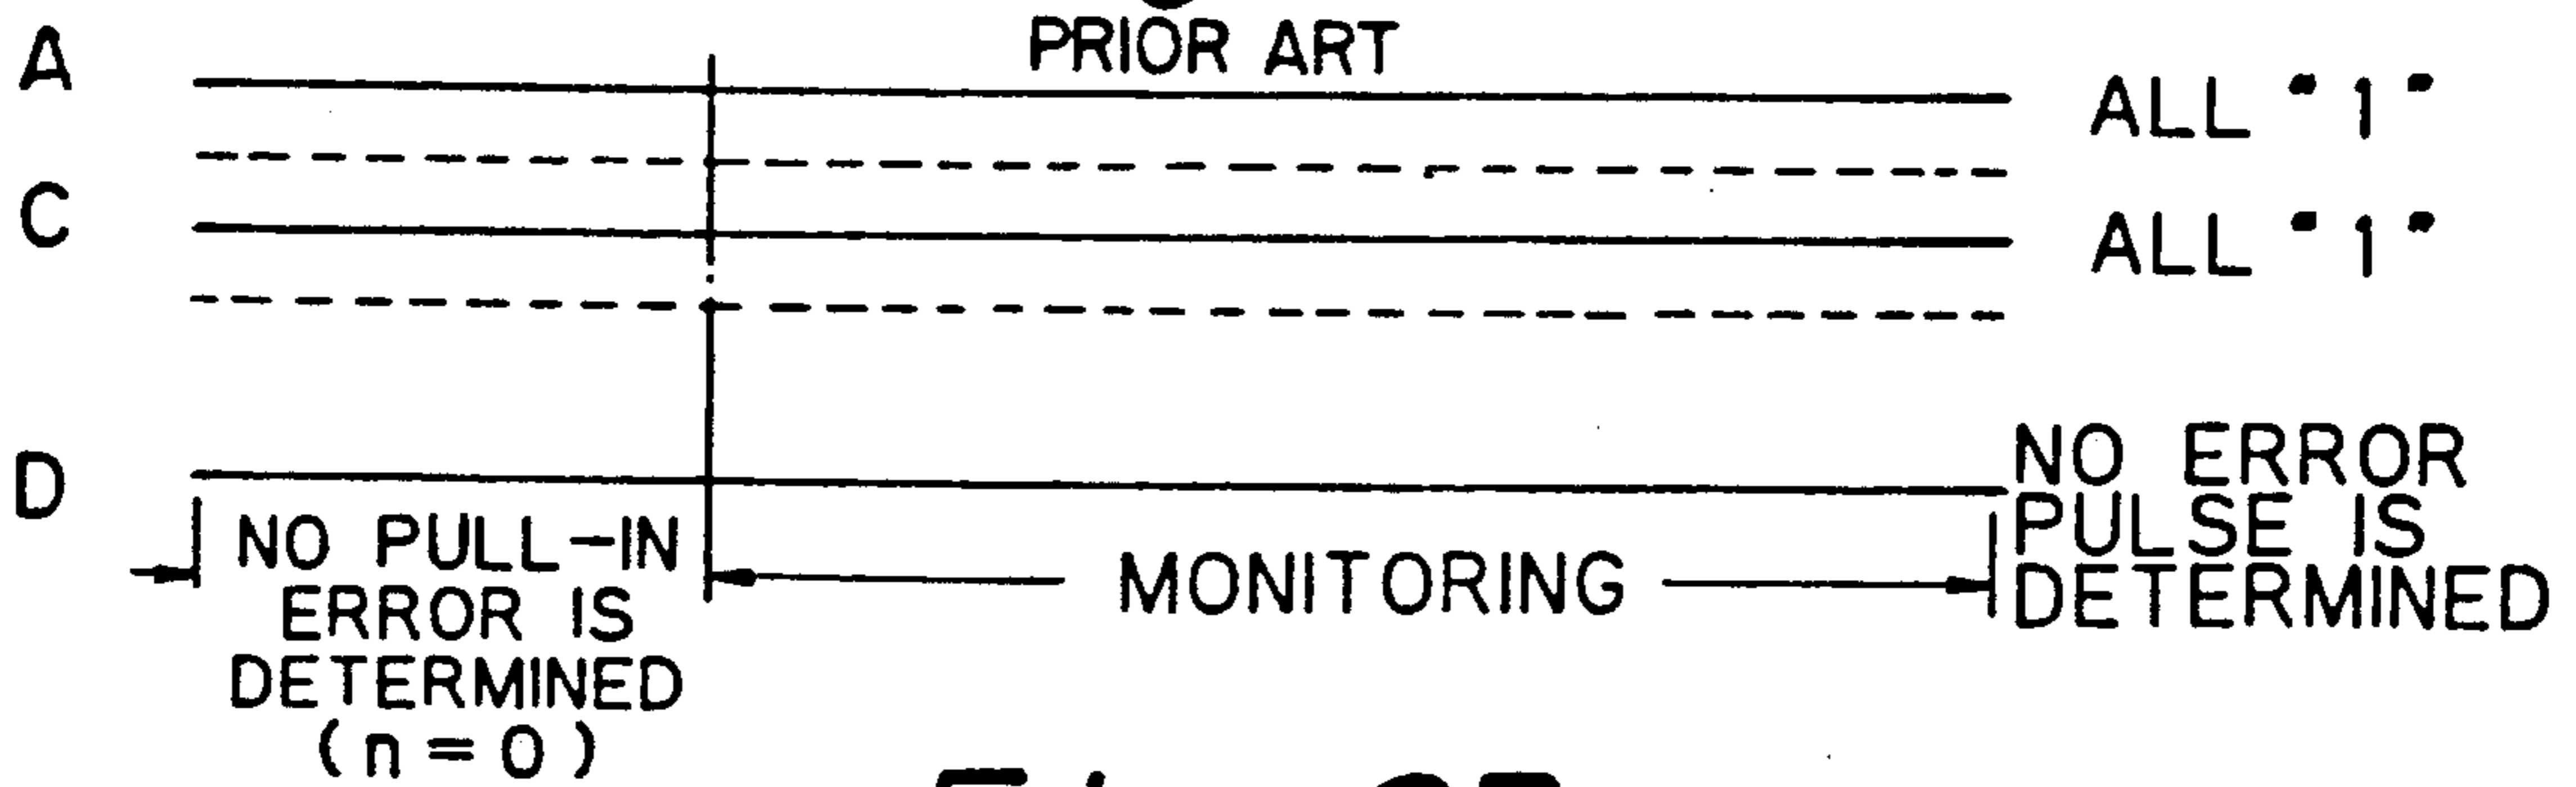 PRIOR ART
A
ALL "1"
C
ALL "1"
D
NO ERROR
PULSE IS
DETERMINED
NO PULL-IN
ERROR IS
DETERMINED
(n=0)
MONITORING